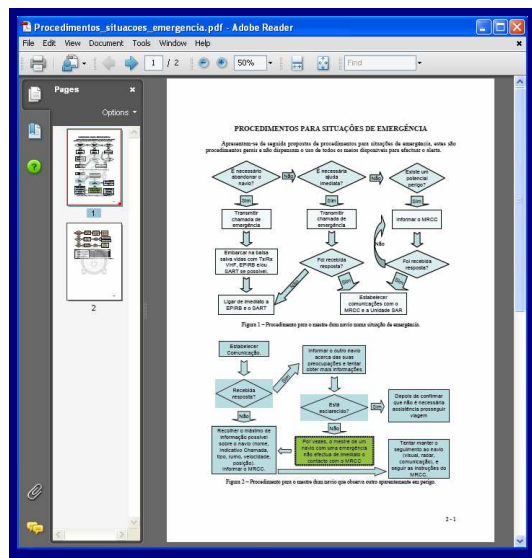 Procedimentos_situacoes_emergencia.pdf - Adobe Reader
File Edit View Document Tools Window Help
1 / 2
50%
Find
Pages
Options
1
2
PROCEDIMENTOS PARA SITUAÇÕES DE EMERGÊNCIA
Apresentam-se de seguida propostas de procedimentos para situações de emergência, estes são
procedimentos gerais e não dispensam o uso de todos os meios disponíveis para efectuar o alerta.
É necessário
abandonar o
navio?
Não
É necessária
ajuda
imediata?
Não
Existe um
potencial
perigo?
Sim
Sim
Sim
Transmitir
chamada de
emergência
Transmitir
chamada de
emergência
Informar o MRCC
Embarcar na balsa
salva vidas com Tx/Rx
VHF, EPIRB e/ou
SART se possível.
Foi recebida
resposta?
Não
Foi recebida
resposta?
Não
Sim
Sim
Ligar de imediato a
EPIRB e o SART
Estabelecer
comunicações com o
MRCC e a Unidade SAR
Figura 1 – Procedimento para o mestre dum navio numa situação de emergência.
Estabelecer
Comunicação.
Informar o outro navio
acerca das suas
preocupações e tentar
obter mais informações
Sim
Recebida
resposta?
Está
esclarecido?
Sim
Depois de confirmar
que não é necessária
assistência prosseguir
viagem
Não
Não
Recolher o máximo de
informação possível
sobre o navio (nome,
Indicativo Chamada,
tipo, rumo, velocidade,
posição).
Informar o MRCC.
Por vezes, o mestre de um
navio com uma emergência
não efectua de imediato o
contacto com o MRCC
Tentar manter o
seguimento ao navio
(visual, radar,
comunicação), e
seguir as instruções do
MRCC.
Figura 2 – Procedimento para o mestre dum navio que observa outro aparentemente em perigo.
2 - 1